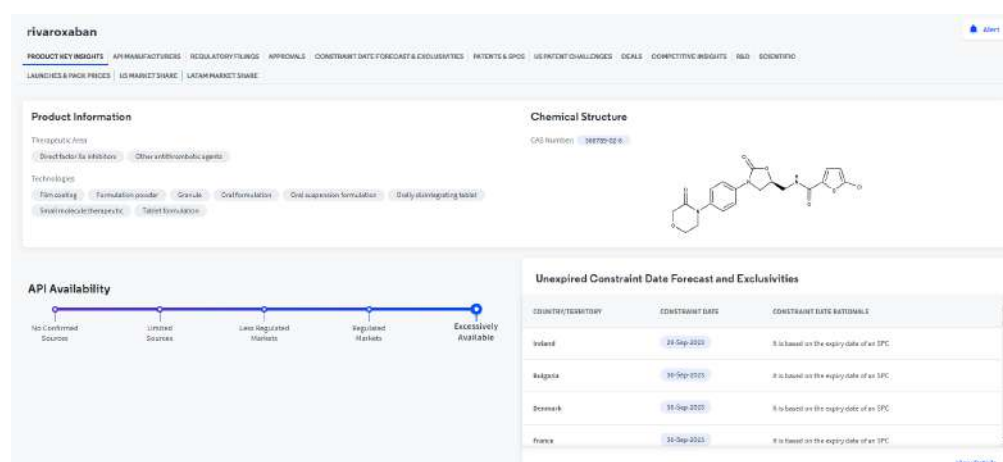 rivaroxaban
Alert
PRODUCT KEY INSIGHTS API MANUFACTURERS REGULATORY FILINGS APPROVALS CONSTRAINT DATE FORECAST & EXCLUSIVITIES PATENTS & SPCS US PATENT CHALLENGES DEALS COMPETITIVE INSIGHTS R&D SCIENTIFIC
LAUNCHES & PACK PRICES US MARKET SHARE LATAM MARKET SHARE
Product Information
Therapeutic Area
Direct factor Xa inhibitors Other antithrombotic agents
Technologies
Film coating Formulation powder Granule Oral formulation Oral suspension formulation Orally disintegrating tablet
Small molecule therapeutic Tablet formulation
Chemical Structure
CAS Number:
API Availability
No Confirmed Sources
Limited Sources
Less Regulated Markets
Regulated Markets
Excessively Available
Unexpired Constraint Date Forecast and Exclusivities
COUNTRY/TERRITORY CONSTRAINT DATE CONSTRAINT DATE RATIONALE
Ireland It is based on the expiry date of an SPC
Bulgaria It is based on the expiry date of an SPC
Denmark It is based on the expiry date of an SPC
France It is based on the expiry date of an SPC